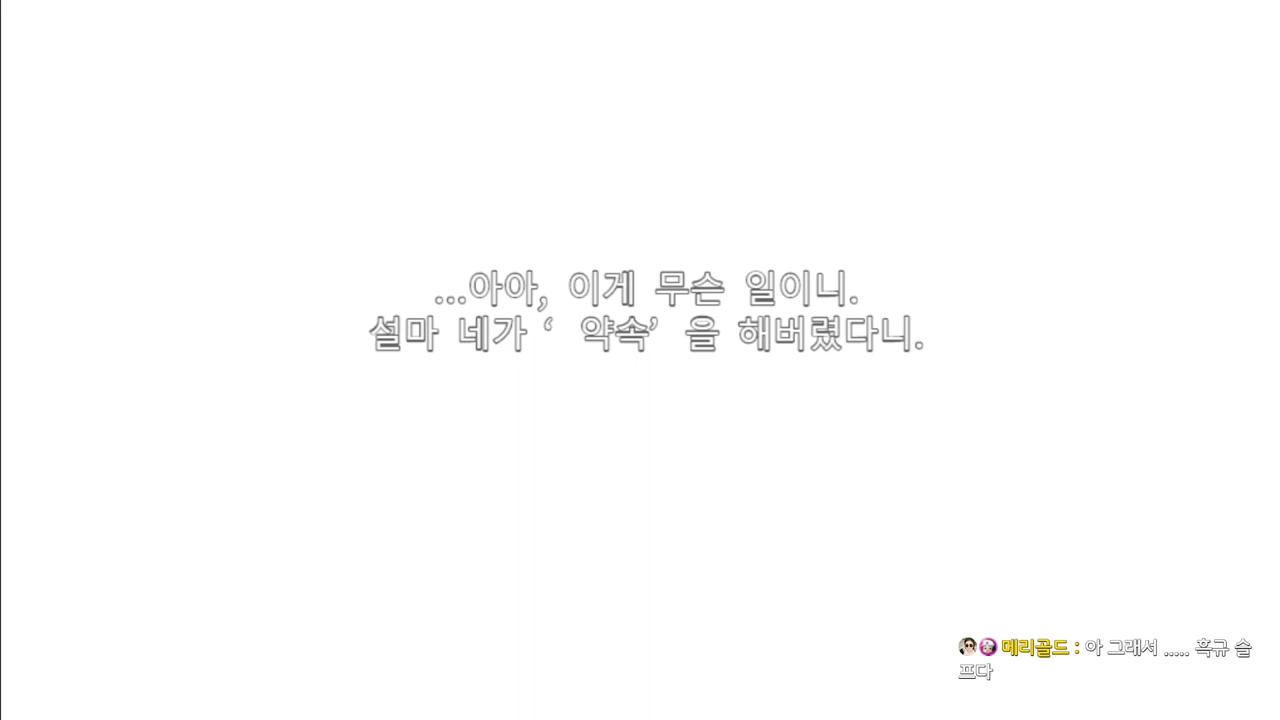 ...아아, 이게 무슨 일이니.
설마 네가 ‘ 약속’ 을 해버렸다니.
메리골드 : 아 그래서 ..... 흑규 슬
프다